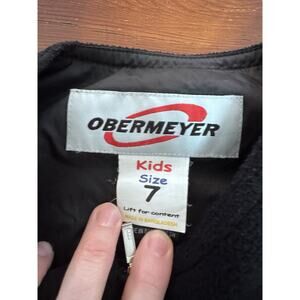 OBERMEYER
Kids
Size
7
Lift for content
MADE IN BANGLADESH